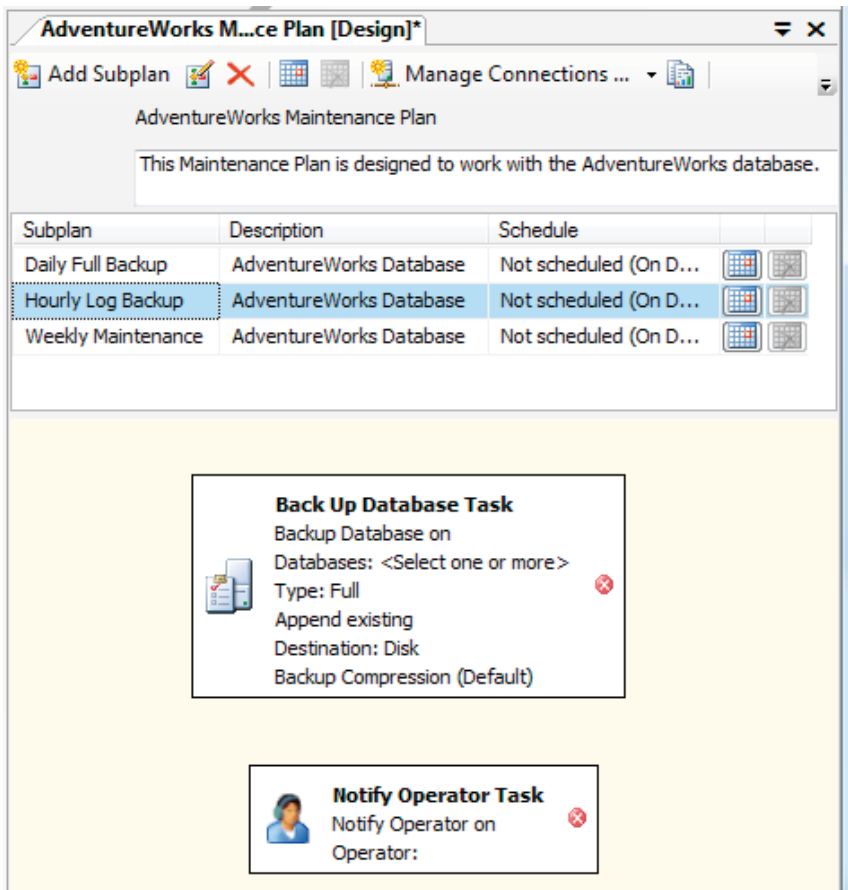 AdventureWorks M...ce Plan [Design]*
Add Subplan Manage Connections ...
AdventureWorks Maintenance Plan
This Maintenance Plan is designed to work with the AdventureWorks database.
Subplan Description Schedule
Daily Full Backup AdventureWorks Database Not scheduled (On D...
Hourly Log Backup AdventureWorks Database Not scheduled (On D...
Weekly Maintenance AdventureWorks Database Not scheduled (On D...
Back Up Database Task
Backup Database on
Databases: <Select one or more>
Type: Full
Append existing
Destination: Disk
Backup Compression (Default)
Notify Operator Task
Notify Operator on
Operator: